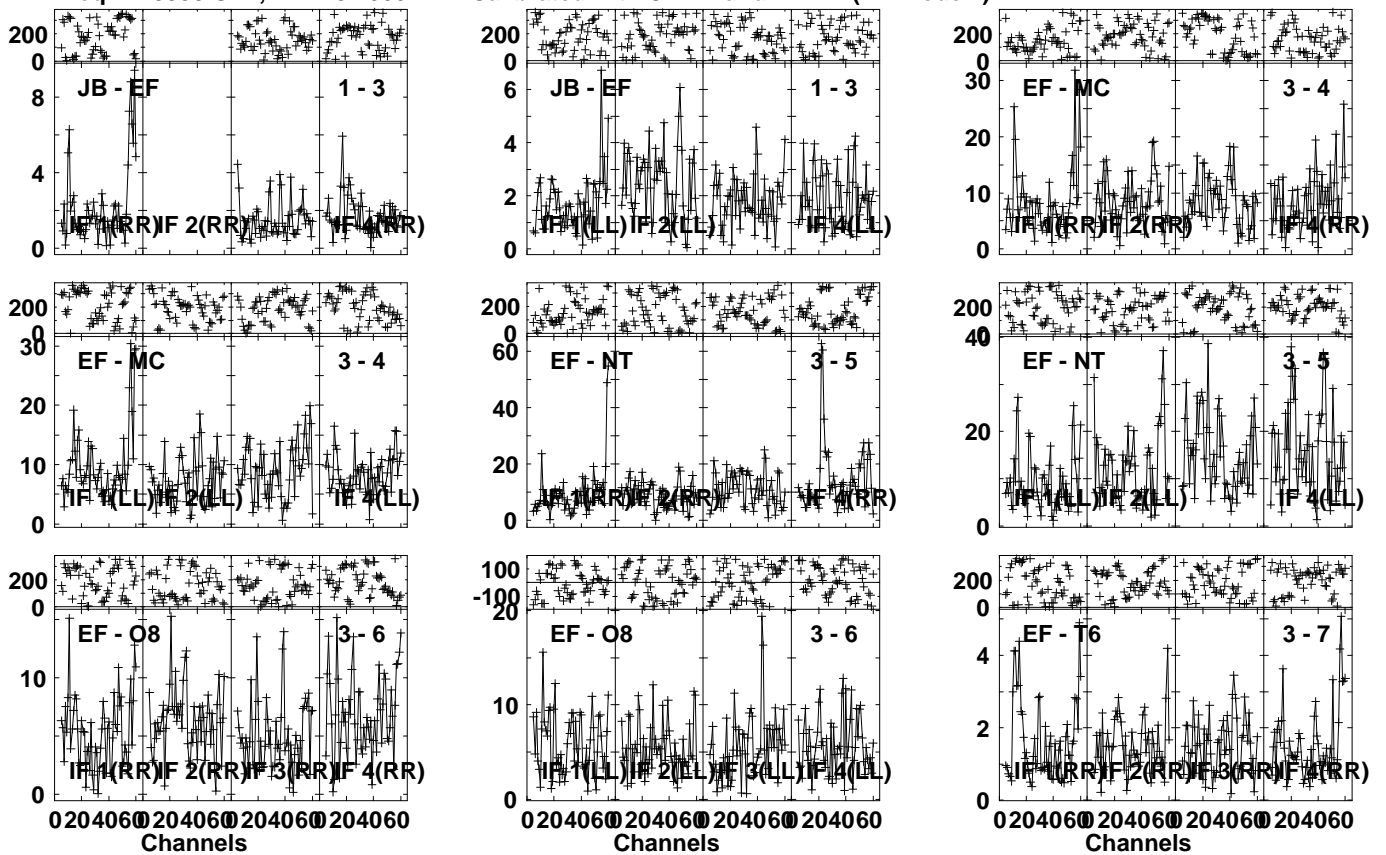 200
0
JB - EF
1 - 3
8
4
0
IF 1(RR)
IF 2(RR)
IF 4(RR)
JB - EF
1 - 3
6
4
2
0
IF 1(LL)
IF 2(LL)
IF 4(LL)
200
0
EF - MC
3 - 4
30
20
10
0
IF 1(RR)
IF 2(RR)
IF 4(RR)
200
0
EF - MC
3 - 4
30
20
10
0
IF 1(LL)
IF 2(LL)
IF 4(LL)
200
0
EF - NT
3 - 5
60
40
20
0
IF 1(RR)
IF 2(RR)
IF 4(RR)
200
0
40
EF - NT
3 - 5
20
0
IF 1(LL)
IF 2(LL)
IF 4(LL)
200
0
EF - O8
3 - 6
10
0
IF 1(RR)
IF 2(RR)
IF 3(RR)
IF 4(RR)
100
-100
20
EF - O8
3 - 6
10
0
IF 1(LL)
IF 2(LL)
IF 3(LL)
IF 4(LL)
200
0
EF - T6
3 - 7
4
2
0
IF 1(RR)
IF 2(RR)
IF 3(RR)
IF 4(RR)
0 20 40 60 0 20 40 60 0 20 40 60 0 20 40 60
Channels
0 20 40 60 0 20 40 60 0 20 40 60 0 20 40 60
Channels
0 20 40 60 0 20 40 60 0 20 40 60 0 20 40 60
Channels